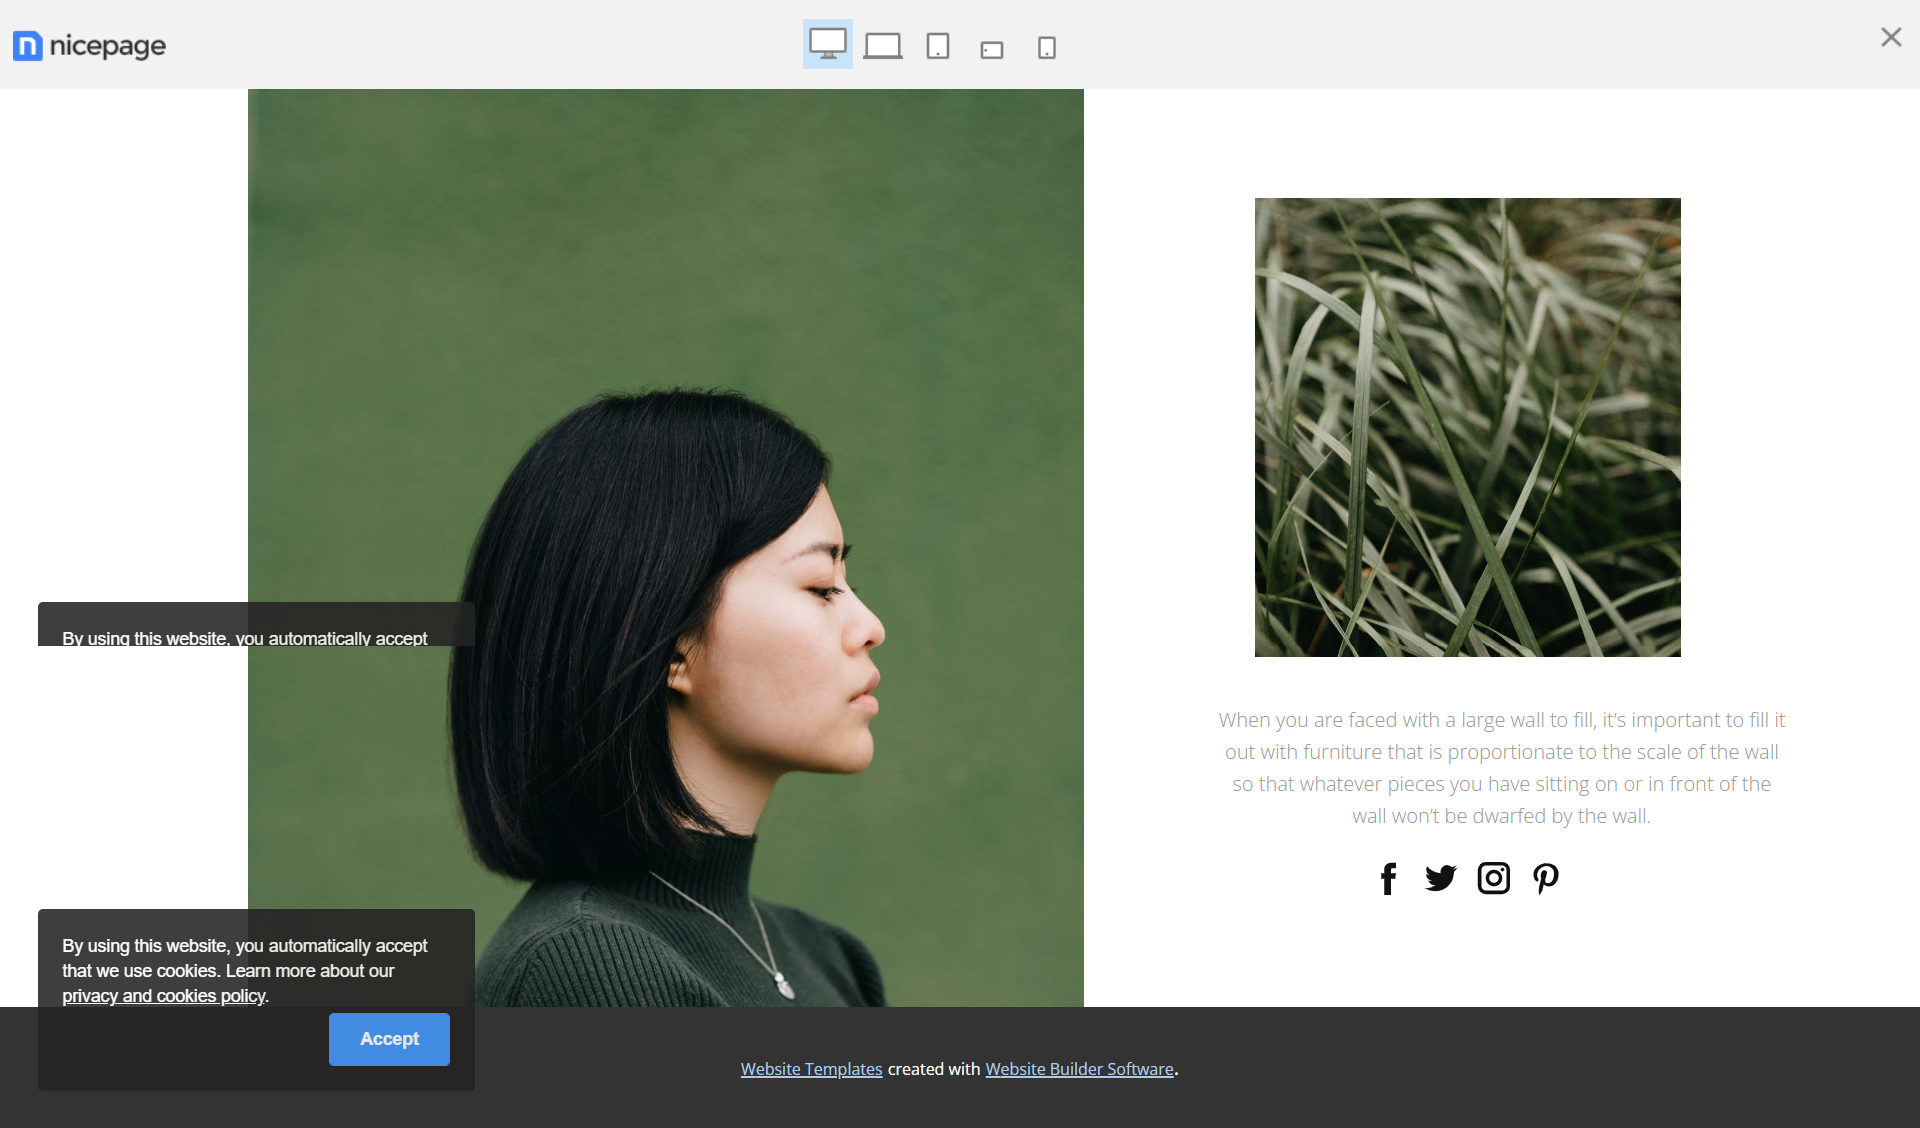 nicepage
By using this website, you automatically accept
When you are faced with a large wall to fill, it’s important to fill it
out with furniture that is proportionate to the scale of the wall
so that whatever pieces you have sitting on or in front of the
wall won’t be dwarfed by the wall.
By using this website, you automatically accept
that we use cookies. Learn more about our
privacy and cookies policy.
Accept
Website Templates created with Website Builder Software.